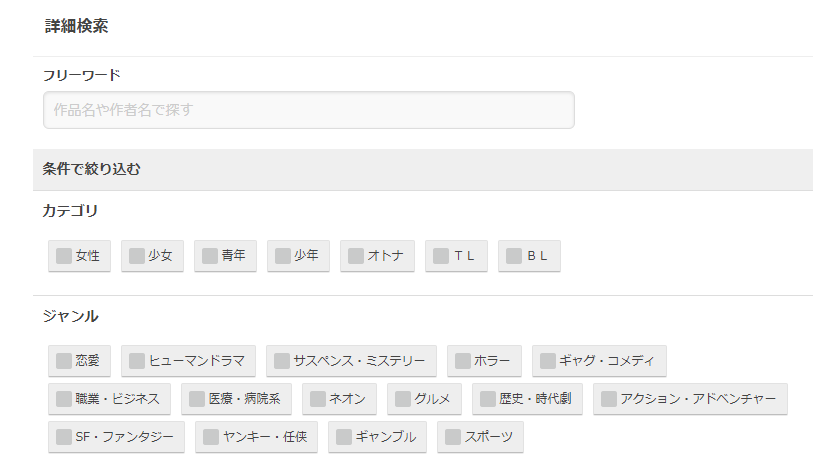 詳細検索
フリーワード
作品名や作者名で探す
条件で絞り込む
カテゴリ
女性 少女 青年 少年 オトナ ＴＬ ＢＬ
ジャンル
恋愛 ヒューマンドラマ サスペンス・ミステリー ホラー ギャグ・コメディ
職業・ビジネス 医療・病院系 ネオン グルメ 歴史・時代劇 アクション・アドベンチャー
SF・ファンタジー ヤンキー・任侠 ギャンブル スポーツ